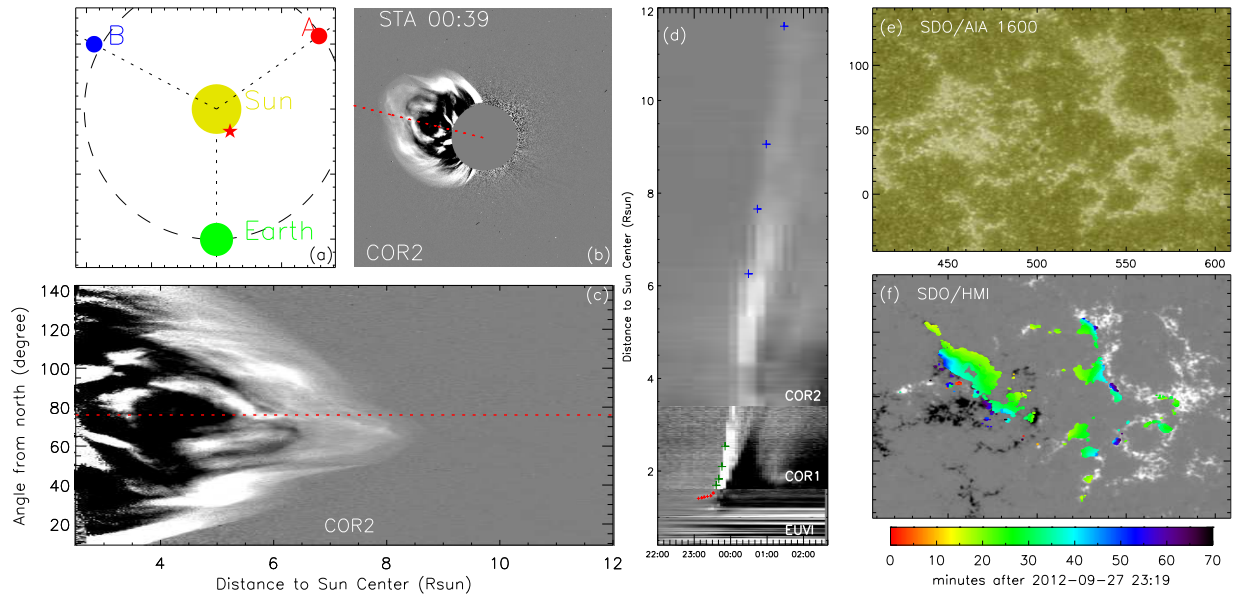 B
A
Sun
Earth
(a)
STA 00:39
COR2
(b)
140
120
100
80
60
40
20
Angle from north (degree)
(c)
COR2
4
6
8
10
12
Distance to Sun Center (Rsun)
12
10
8
6
4
2
Distance to Sun Center (Rsun)
(d)
COR2
COR1
EUVI
22:00
23:00
00:00
01:00
02:00
(e) SDO/AIA 1600
100
50
0
450
500
550
600
(f) SDO/HMI
0
10
20
30
40
50
60
70
minutes after 2012-09-27 23:19